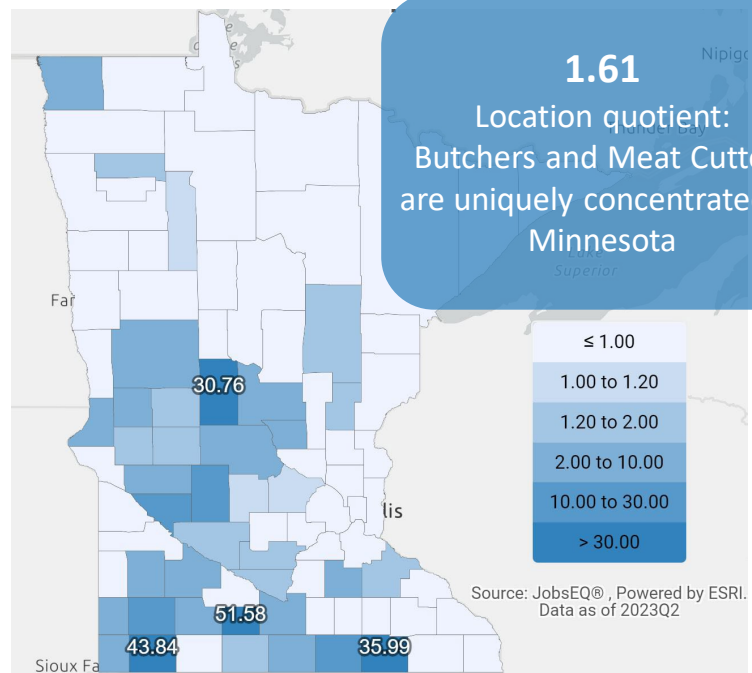 1.61
Location quotient:
Butchers and Meat Cutte
are uniquely concentrate
Minnesota
Nipigo
Thunder Bay
Lake
Superior
Far
30.76
lis
51.58
43.84
35.99
Sioux Fa
≤ 1.00
1.00 to 1.20
1.20 to 2.00
2.00 to 10.00
10.00 to 30.00
> 30.00
Source: JobsEQ® , Powered by ESRI.
Data as of 2023Q2